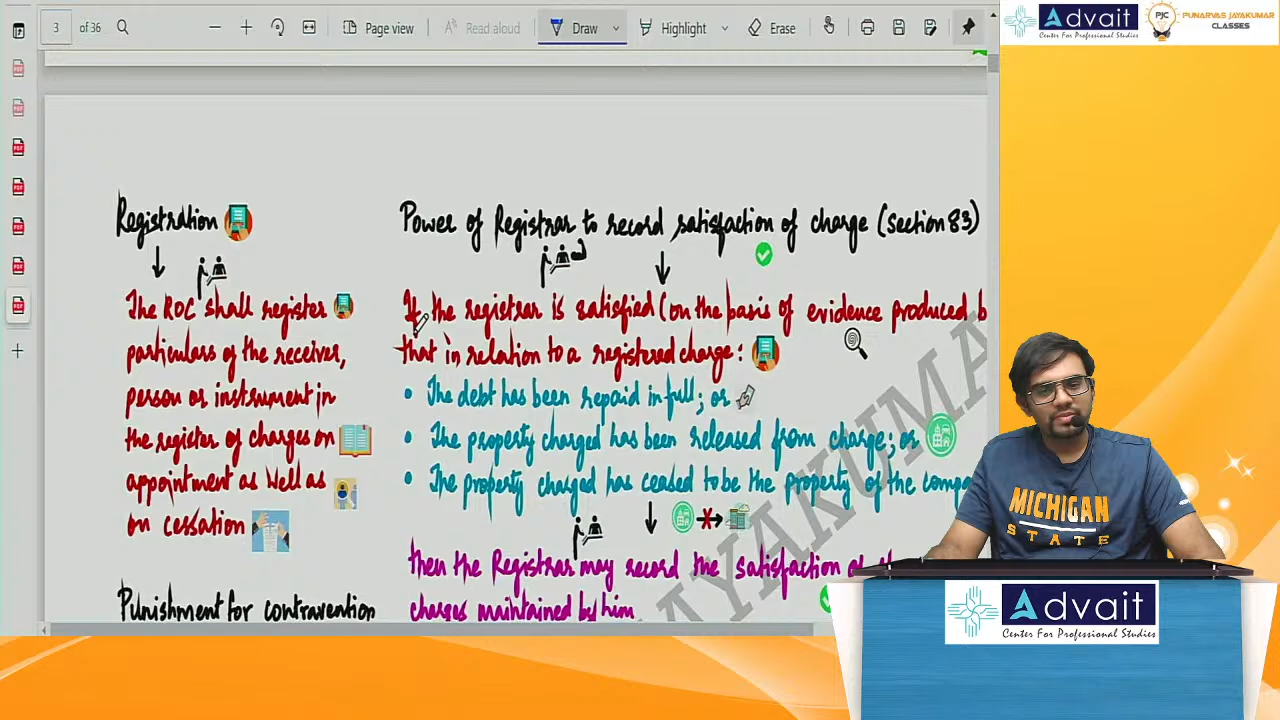 3 of 36 Page view Read aloud Draw Highlight Erase
Advait
Center For Professional Studies
PJC
PUNARVAS JAYAKUMAR
CLASSES
Registration
The ROC shall register
particulars of the receiver,
person or instrument in
the register of charges on
appointment as well as
on cessation
Punishment for contravention
Power of Registrar to record satisfaction of charge (section 83)
If the registrar is satisfied (on the basis of evidence produced b
that in relation to a registered charge:
• The debt has been repaid in full; or
• The property charged has been released from charge; or
• The property charged has ceased to be the property of the compa
then the Registrar may record the satisfaction
charges maintained by him
AYAKUMA
MICHIGAN
STATE
Advait
Center For Professional Studies